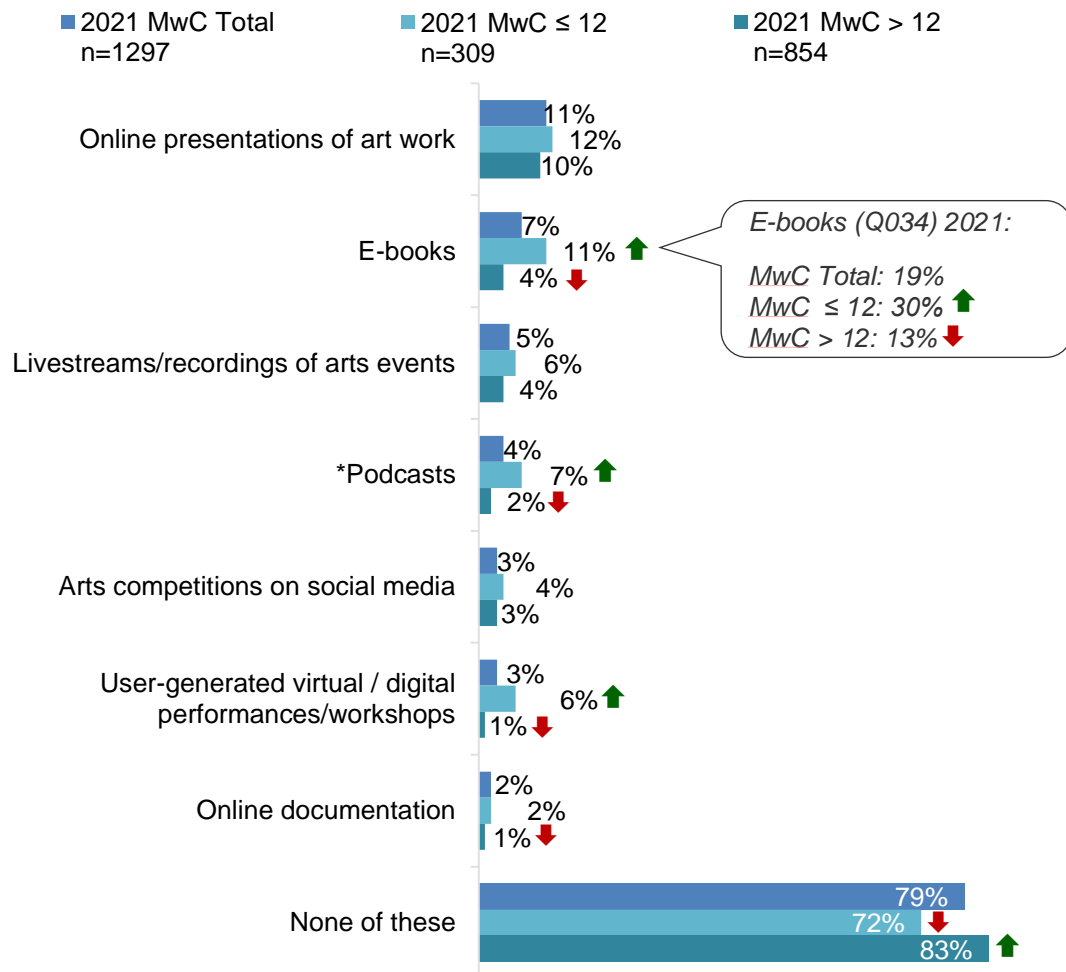 2021 MwC Total
n=1297
2021 MwC ≤ 12
n=309
2021 MwC > 12
n=854
Online presentations of art work
11%
12%
10%
E-books
7%
11%
4%
E-books (Q034) 2021:
MwC Total: 19%
MwC ≤ 12: 30%
MwC > 12: 13%
Livestreams/recordings of arts events
5%
6%
4%
*Podcasts
4%
7%
2%
Arts competitions on social media
3%
4%
3%
User-generated virtual / digital
performances/workshops
3%
6%
1%
Online documentation
2%
2%
1%
None of these
79%
72%
83%